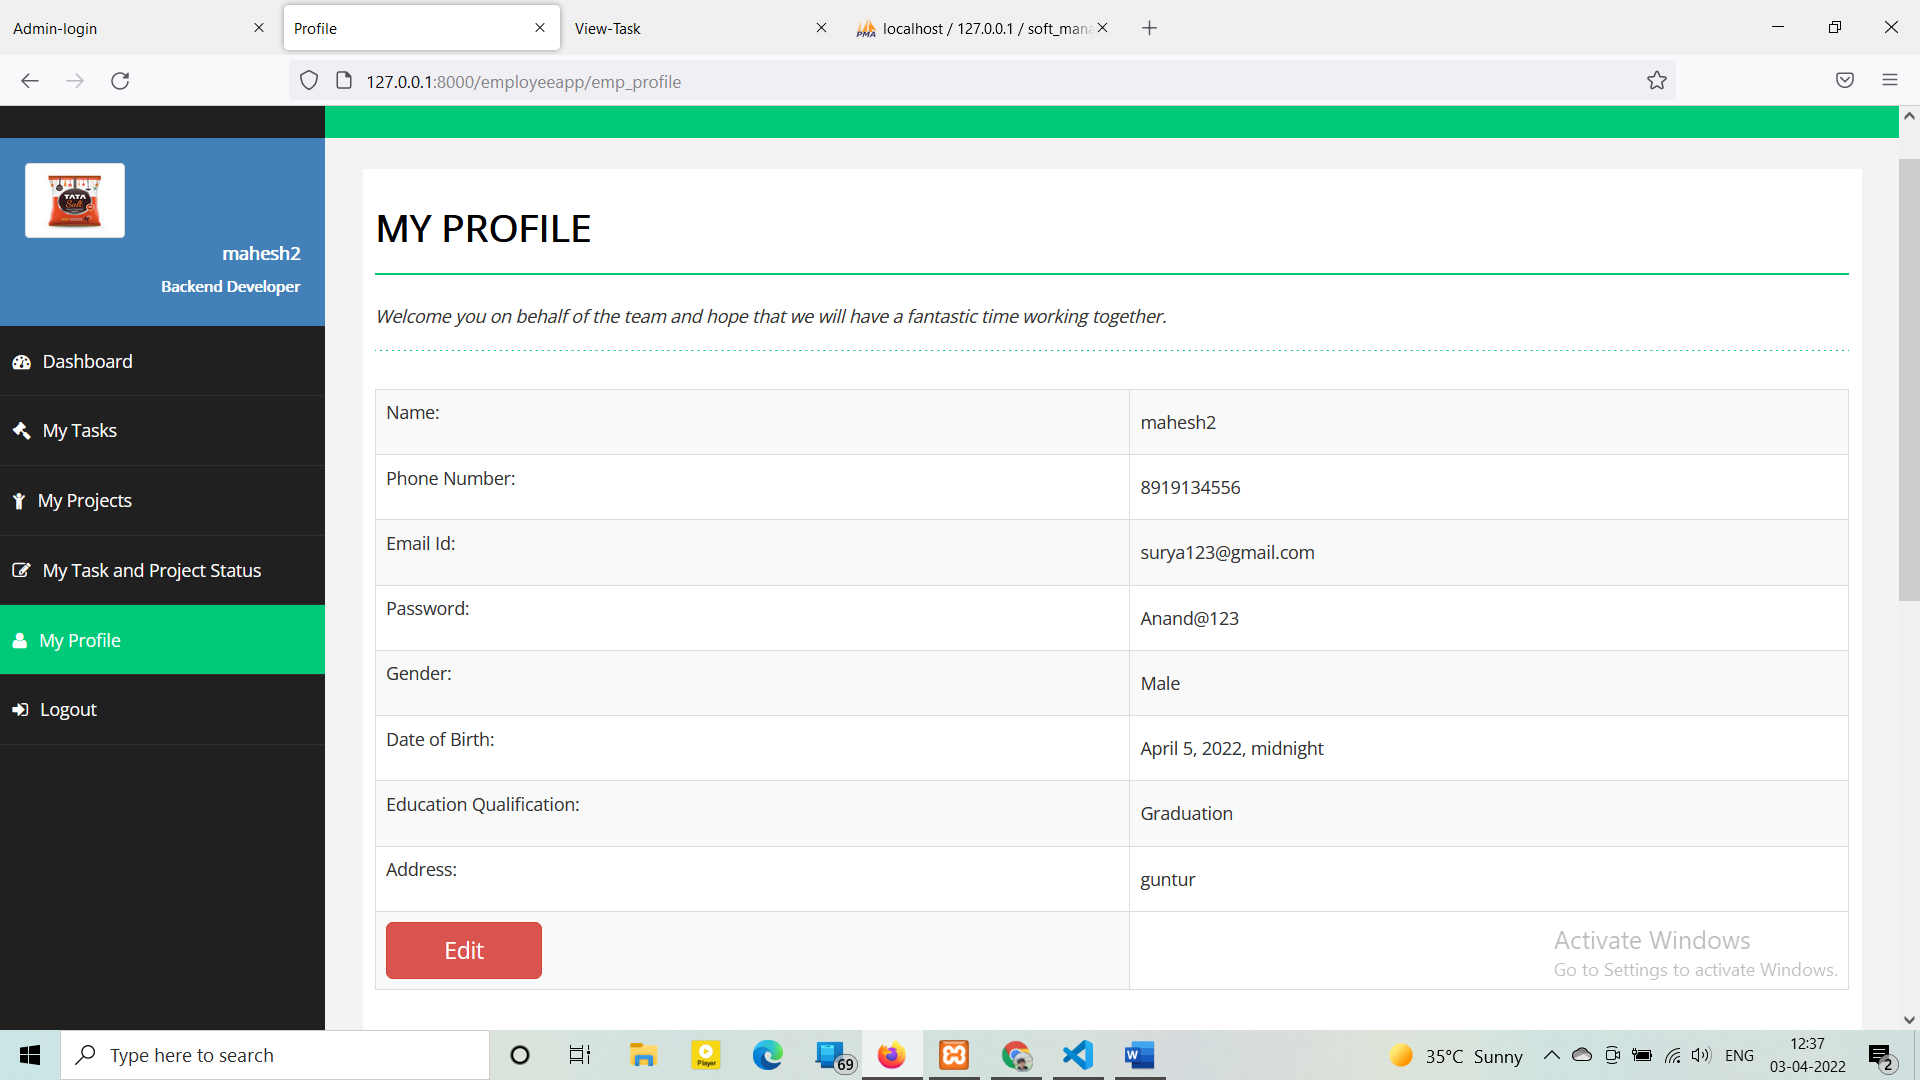 Admin-login
Profile
View-Task
localhost / 127.0.0.1 / soft_mana
127.0.0.1:8000/employeeapp/emp_profile
TATA
Salt
mahesh2
Backend Developer
Dashboard
My Tasks
My Projects
My Task and Project Status
My Profile
Logout
MY PROFILE
Welcome you on behalf of the team and hope that we will have a fantastic time working together.
Name: mahesh2
Phone Number: 8919134556
Email Id: surya123@gmail.com
Password: Anand@123
Gender: Male
Date of Birth: April 5, 2022, midnight
Education Qualification: Graduation
Address: guntur
Edit
Activate Windows
Go to Settings to activate Windows.
Type here to search
Player
69
35°C Sunny
ENG
12:37
03-04-2022
2